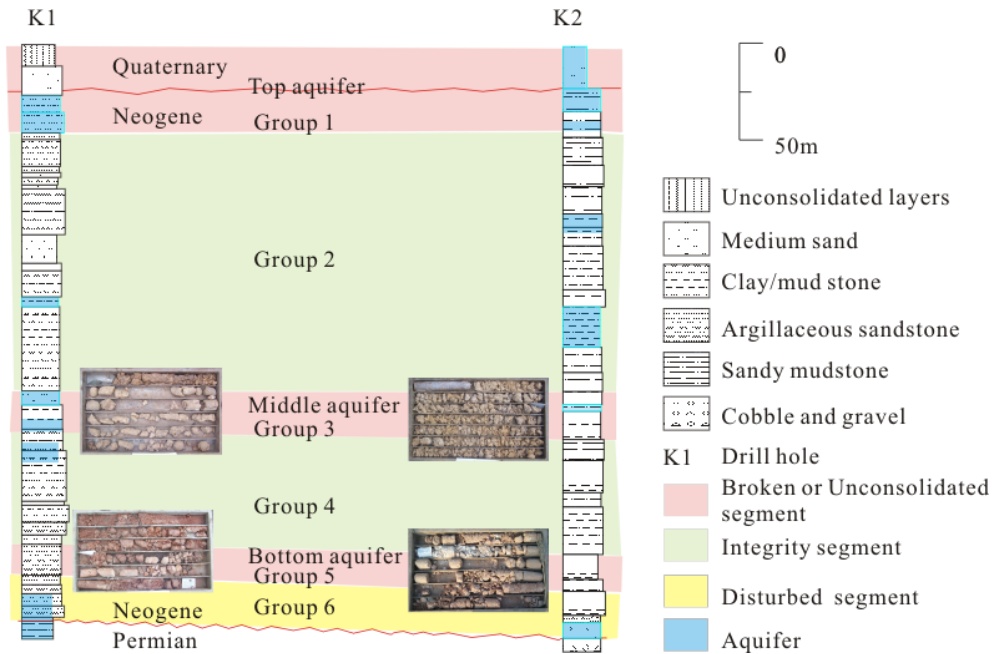 K1
K2
Quaternary
Top aquifer
Neogene
Group 1
Group 2
Middle aquifer
Group 3
Group 4
Bottom aquifer
Group 5
Neogene
Group 6
Permian
0
50m
Unconsolidated layers
Medium sand
Clay/mud stone
Argillaceous sandstone
Sandy mudstone
Cobble and gravel
K1 Drill hole
Broken or Unconsolidated
segment
Integrity segment
Disturbed segment
Aquifer